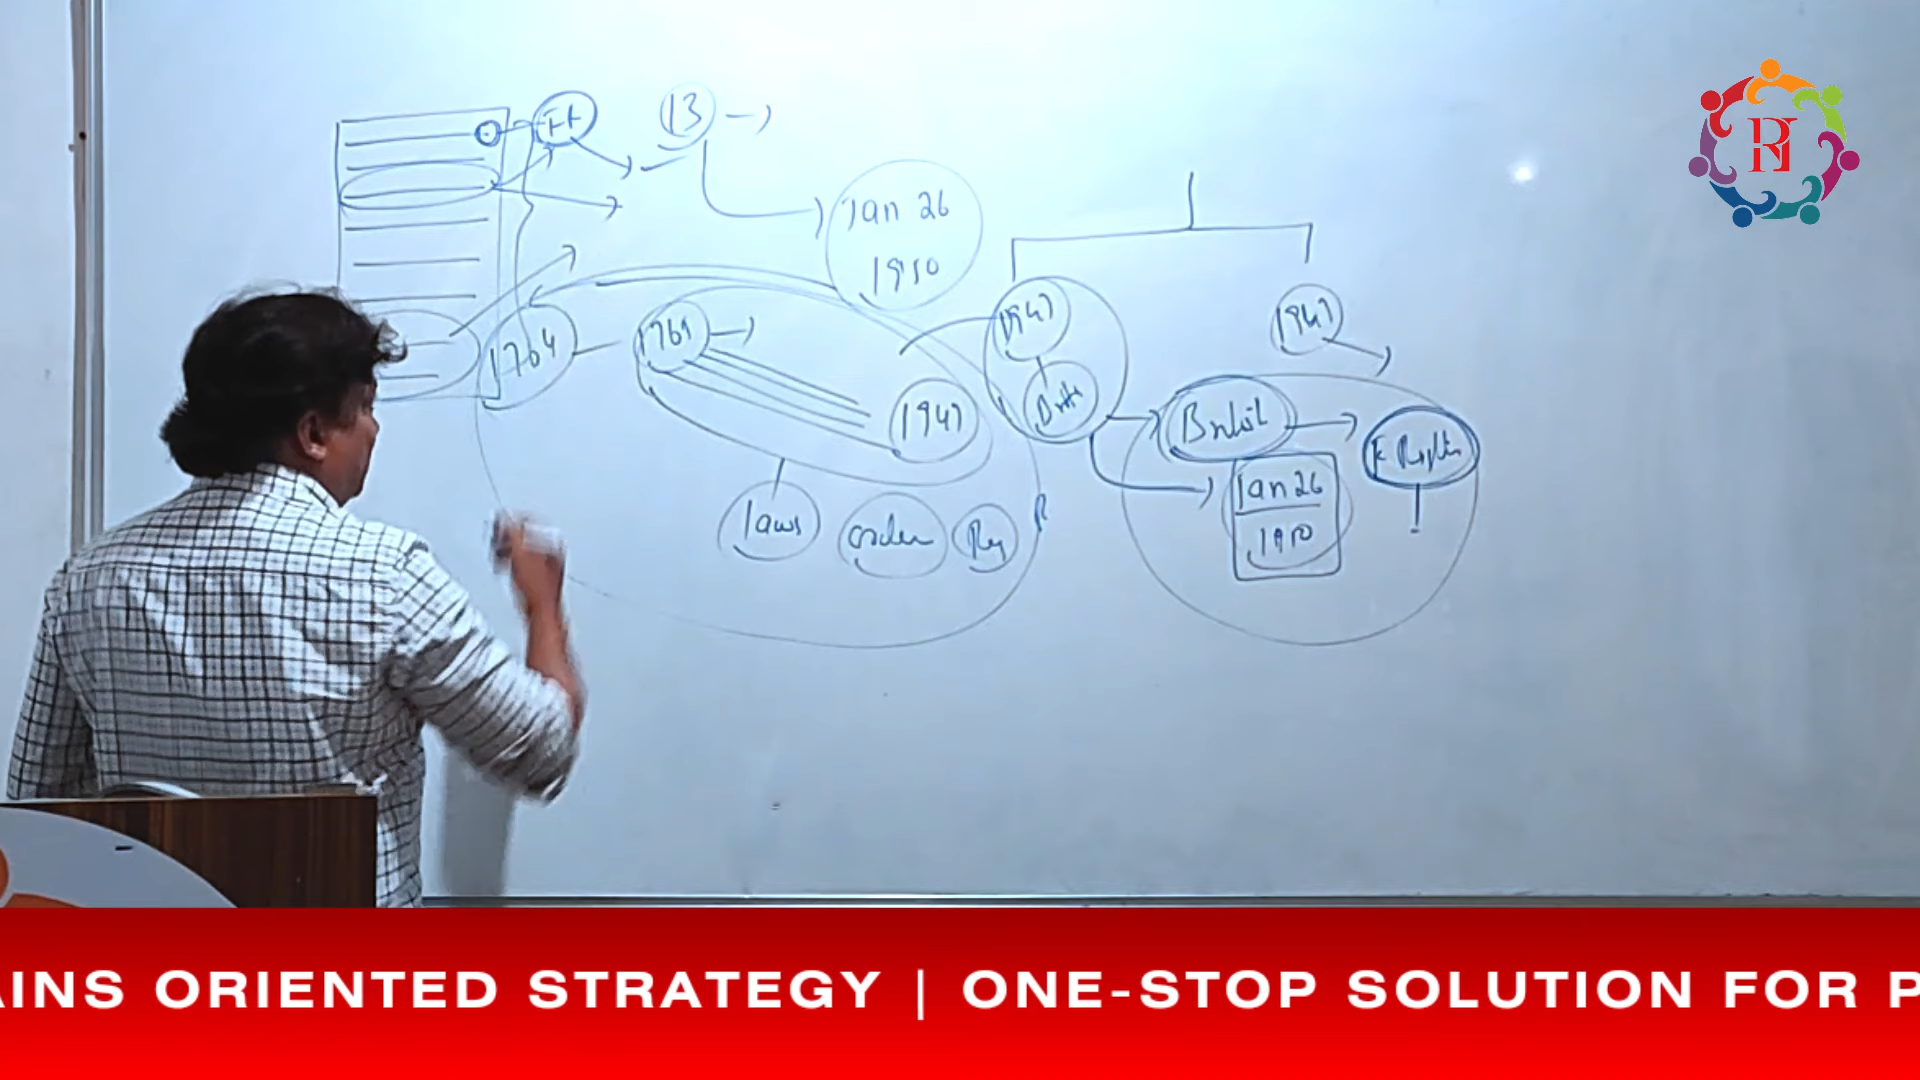 13
Jan 26
1950
1947
1947
1764
1765
1947
British
Jan 26
1950
laws
order
Reg
AINS ORIENTED STRATEGY | ONE-STOP SOLUTION FOR P